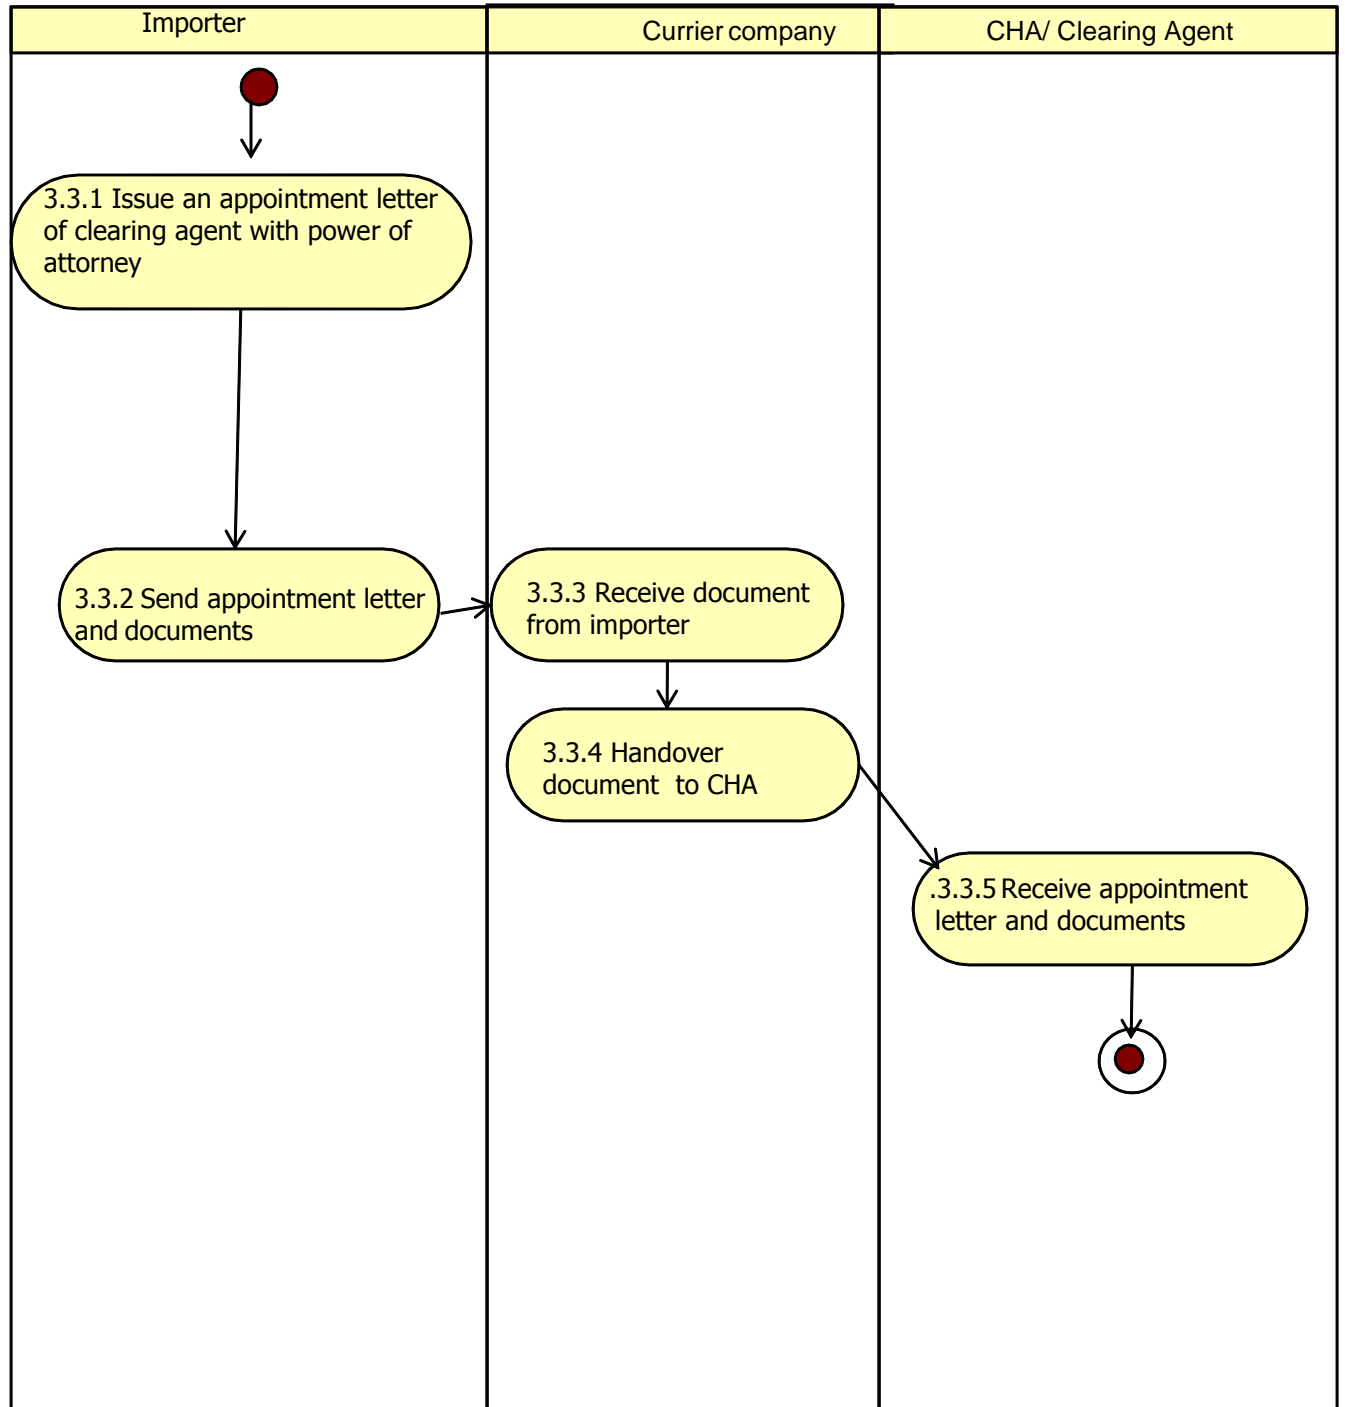 Importer
Currier company
CHA/ Clearing Agent
3.3.1 Issue an appointment letter
of clearing agent with power of
attorney
3.3.2 Send appointment letter
and documents
3.3.3 Receive document
from importer
3.3.4 Handover
document  to CHA
.3.3.5 Receive appointment
letter and documents